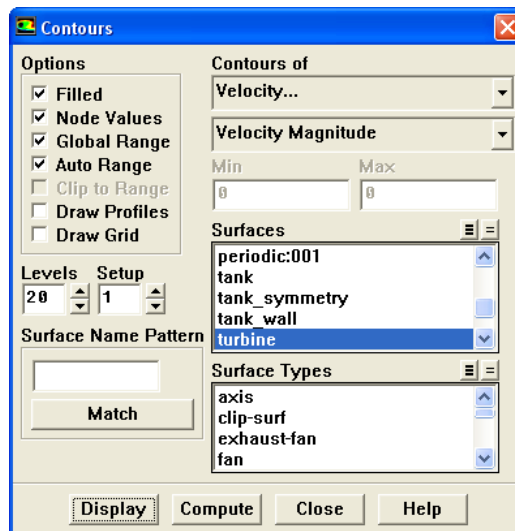 Contours
Options
Filled
Node Values
Global Range
Auto Range
Clip to Range
Draw Profiles
Draw Grid
Levels Setup
20 1
Surface Name Pattern
Match
Contours of
Velocity...
Velocity Magnitude
Min Max
0 0
Surfaces
periodic:001
tank
tank_symmetry
tank_wall
turbine
Surface Types
axis
clip-surf
exhaust-fan
fan
Display Compute Close Help